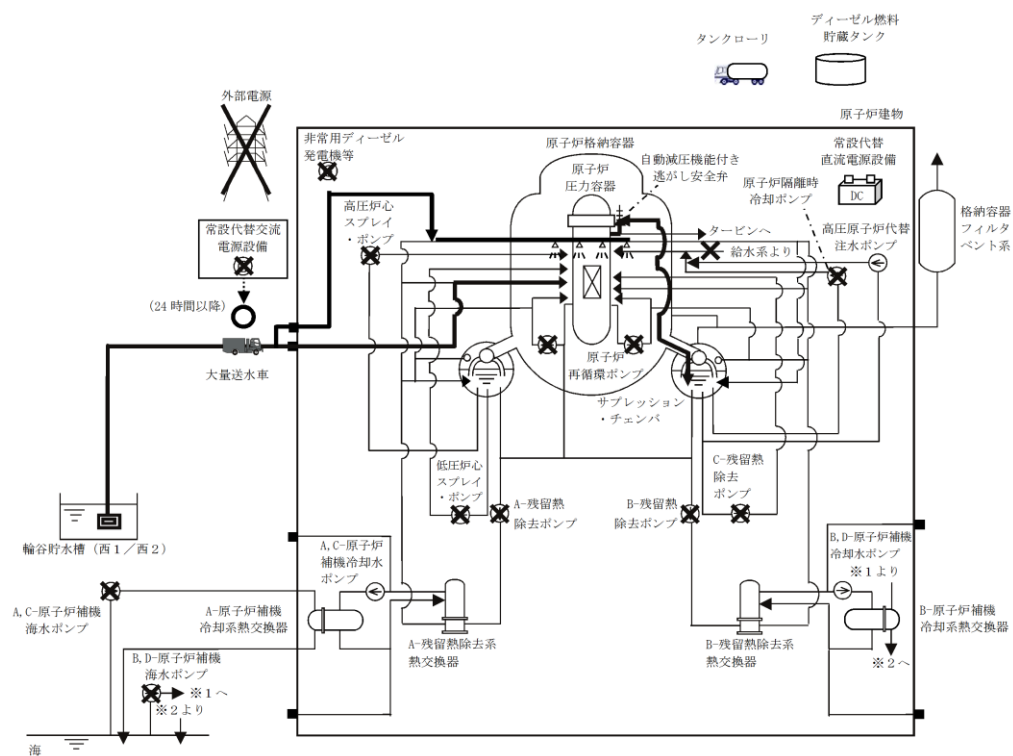 ディーゼル燃料
貯蔵タンク
タンクローリ
外部電源
原子炉建物
非常用ディーゼル
発電機等
原子炉格納容器
原子炉
圧力容器
自動減圧機能付き
逃がし安全弁
常設代替
直流電源設備
DC
原子炉隔離時
冷却ポンプ
高圧炉心
スプレイ
・ポンプ
常設代替交流
電源設備
タービンへ
給水系より
高圧原子炉代替
注水ポンプ
格納容器
フィルタ
ベント系
(24時間以降)
大量送水車
原子炉
再循環ポンプ
サプレッション
・チェンバ
低圧炉心
スプレイ
・ポンプ
A-残留熱
除去ポンプ
B-残留熱
除去ポンプ
C-残留熱
除去
ポンプ
輪谷貯水槽(西1/西2)
A,C-原子炉
補機冷却水
ポンプ
B,D-原子炉補機
冷却水ポンプ
※1より
A,C-原子炉補機
海水ポンプ
A-原子炉補機
冷却系熱交換器
A-残留熱除去系
熱交換器
B-残留熱除去系
熱交換器
B-原子炉補機
冷却系熱交換器
※2へ
B,D-原子炉補機
海水ポンプ
※1へ
※2より
海